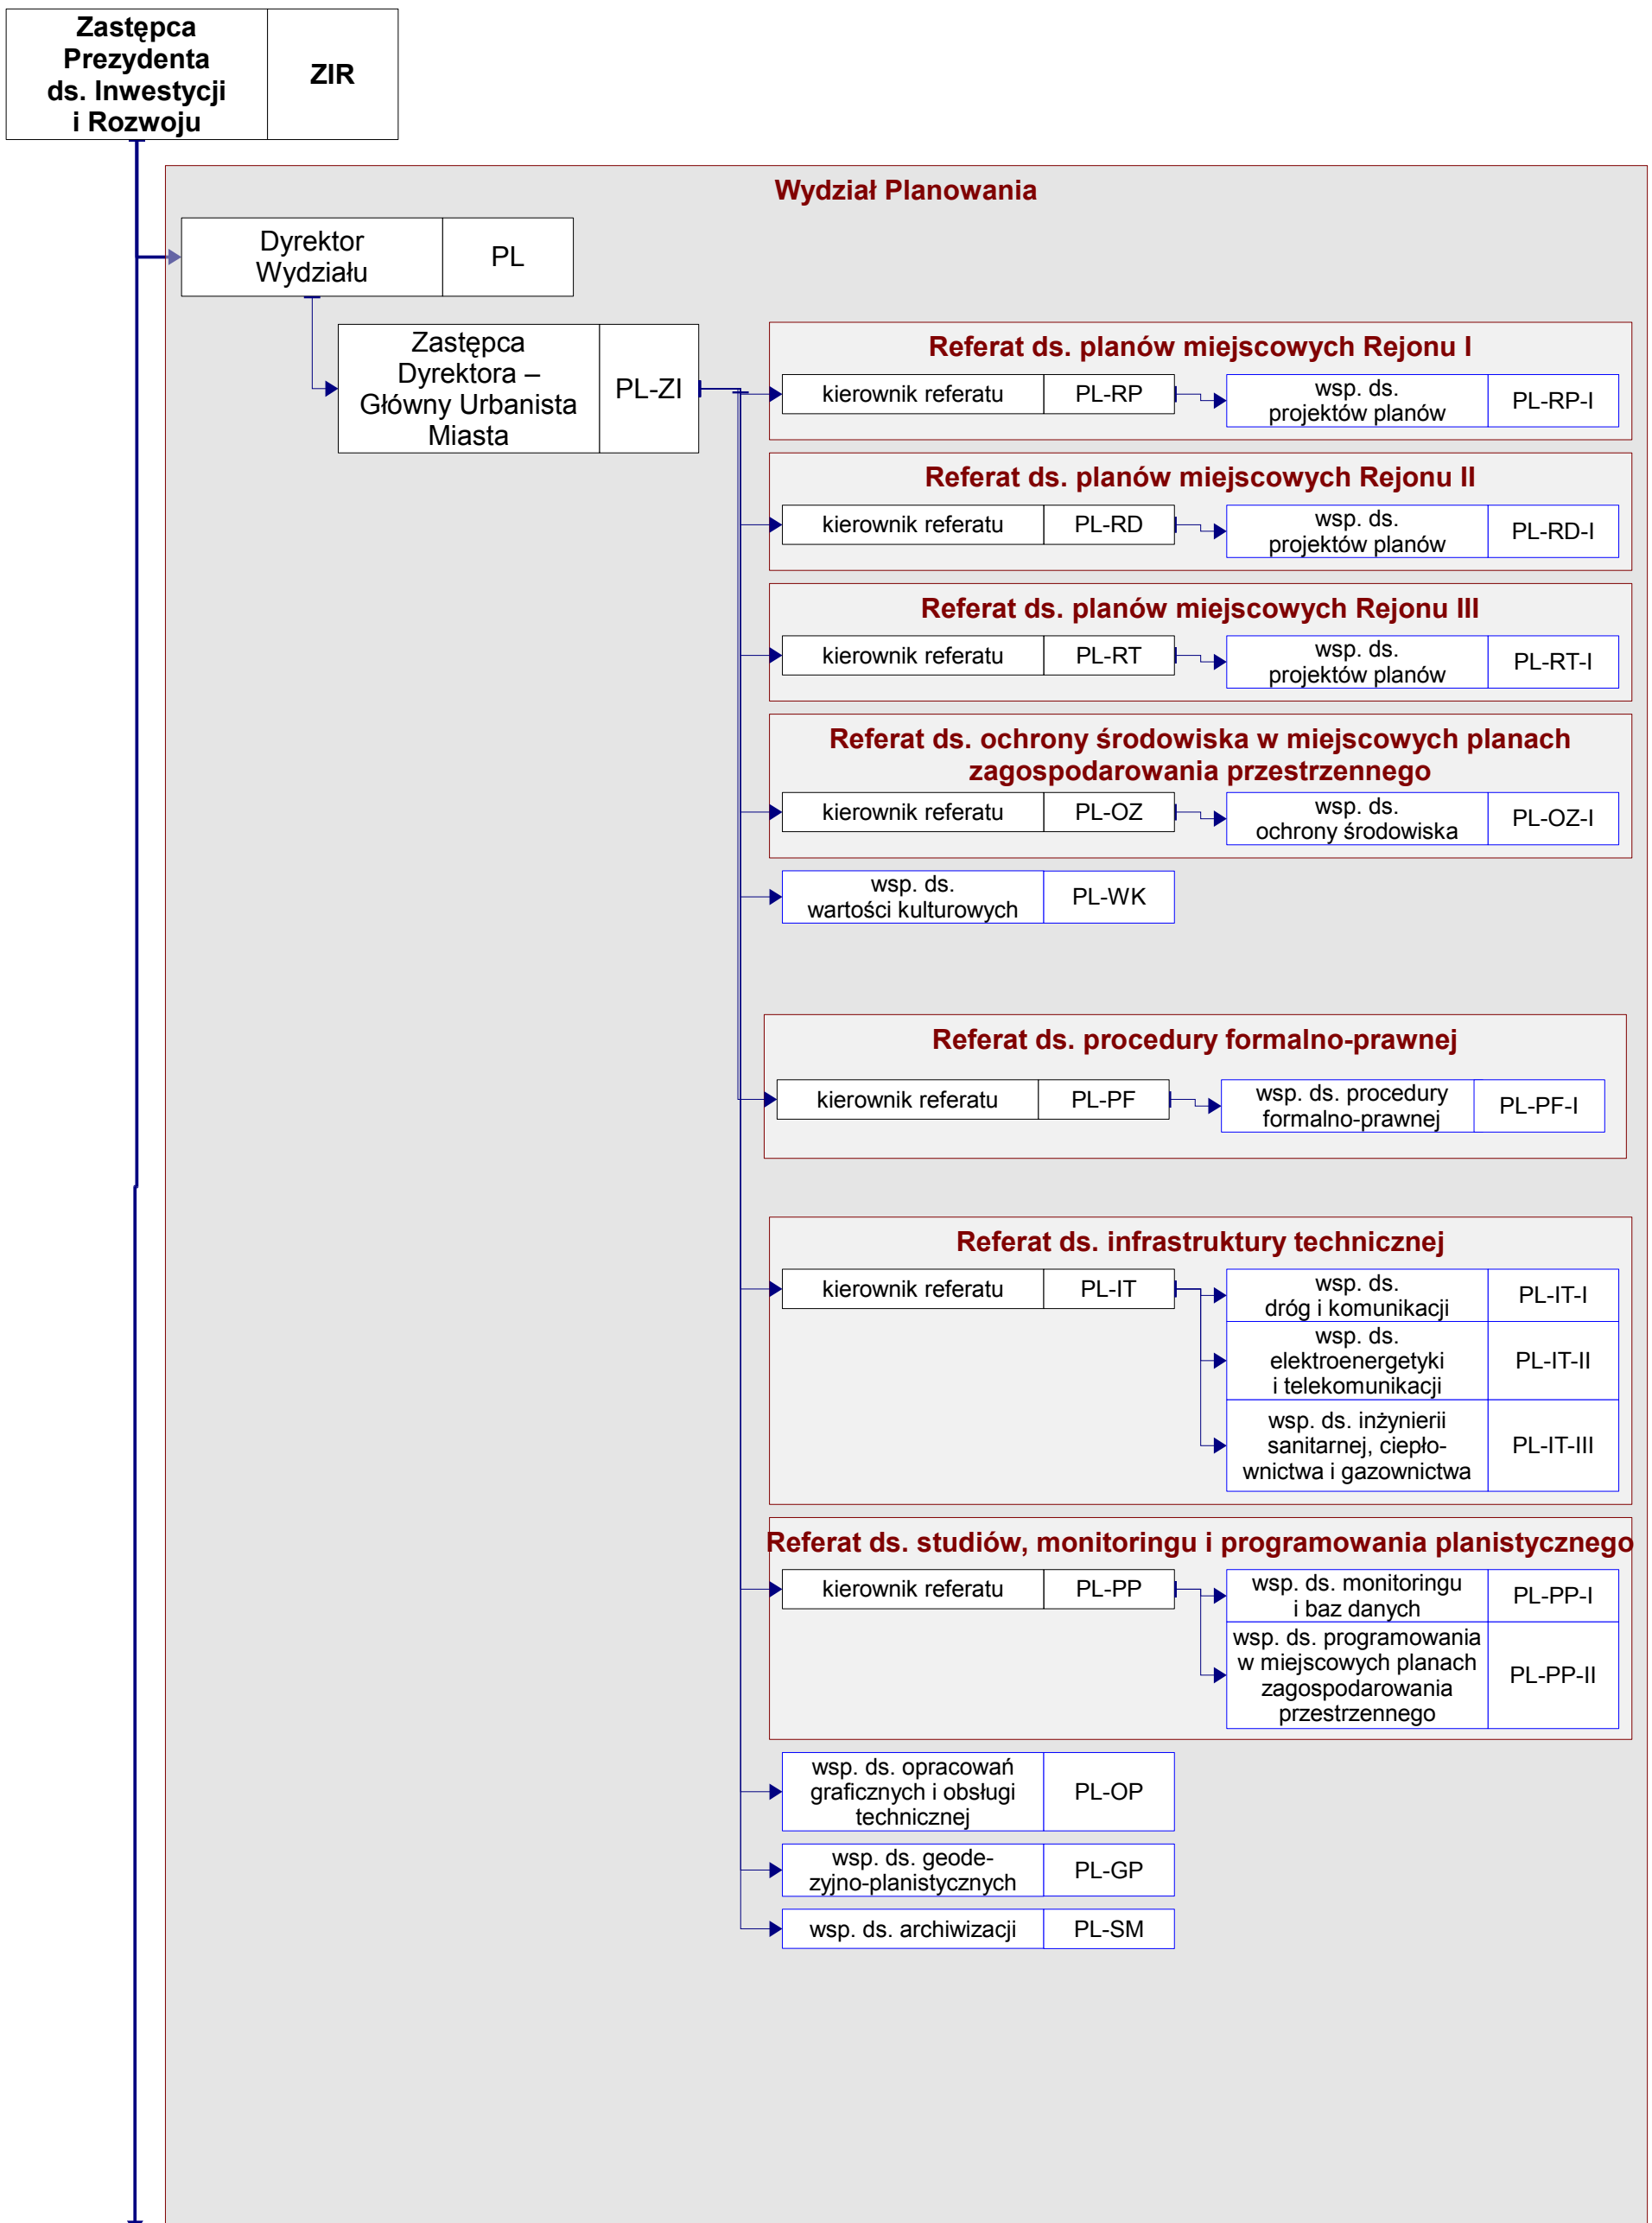 Zastępca
Prezydenta
ds. Inwestycji
i Rozwoju
ZIR
Wydział Planowania
Dyrektor
Wydziału
PL
Zastępca
Dyrektora –
Główny Urbanista
Miasta
PL-ZI
Referat ds. planów miejscowych Rejonu I
kierownik referatu
PL-RP
wsp. ds.
projektów planów
PL-RP-I
Referat ds. planów miejscowych Rejonu II
kierownik referatu
PL-RD
wsp. ds.
projektów planów
PL-RD-I
Referat ds. planów miejscowych Rejonu III
kierownik referatu
PL-RT
wsp. ds.
projektów planów
PL-RT-I
Referat ds. ochrony środowiska w miejscowych planach
zagospodarowania przestrzennego
kierownik referatu
PL-OZ
wsp. ds.
ochrony środowiska
PL-OZ-I
wsp. ds.
wartości kulturowych
PL-WK
Referat ds. procedury formalno-prawnej
kierownik referatu
PL-PF
wsp. ds. procedury
formalno-prawnej
PL-PF-I
Referat ds. infrastruktury technicznej
kierownik referatu
PL-IT
wsp. ds.
dróg i komunikacji
PL-IT-I
wsp. ds.
elektroenergetyki
i telekomunikacji
PL-IT-II
wsp. ds. inżynierii
sanitarnej, ciepło-
wnictwa i gazownictwa
PL-IT-III
Referat ds. studiów, monitoringu i programowania planistycznego
kierownik referatu
PL-PP
wsp. ds. monitoringu
i baz danych
PL-PP-I
wsp. ds. programowania
w miejscowych planach
zagospodarowania
przestrzennego
PL-PP-II
wsp. ds. opracowań
graficznych i obsługi
technicznej
PL-OP
wsp. ds. geode-
zyjno-planistycznych
PL-GP
wsp. ds. archiwizacji
PL-SM